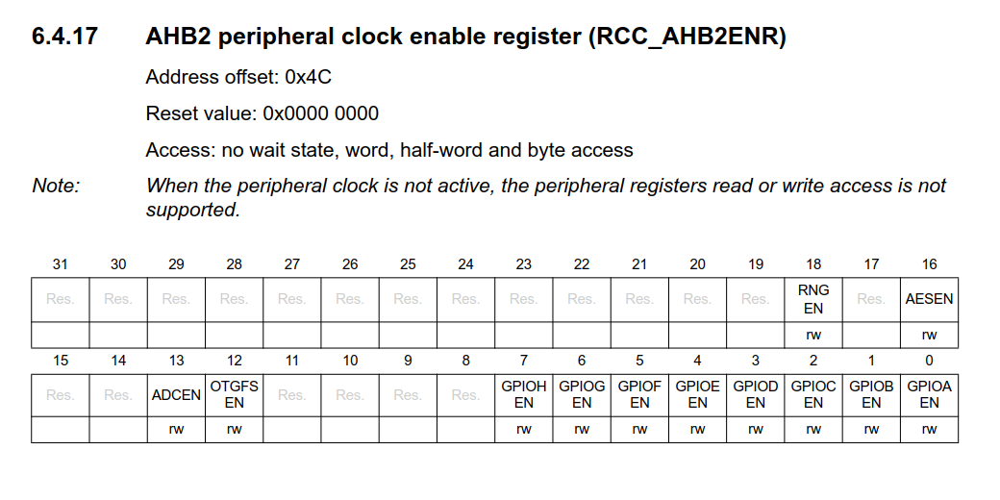 6.4.17 AHB2 peripheral clock enable register (RCC_AHB2ENR)
Address offset: 0x4C
Reset value: 0x0000 0000
Access: no wait state, word, half-word and byte access
Note: When the peripheral clock is not active, the peripheral registers read or write access is not
supported.
31 30 29 28 27 26 25 24 23 22 21 20 19 18 17 16
Res. Res. Res. Res. Res. Res. Res. Res. Res. Res. Res. Res. Res. RNG EN Res. AESEN
rw rw
15 14 13 12 11 10 9 8 7 6 5 4 3 2 1 0
Res. Res. ADCEN OTGFS EN Res. Res. Res. Res. GPIOH EN GPIOG EN GPIOF EN GPIOE EN GPIOD EN GPIOC EN GPIOB EN GPIOA EN
rw rw rw rw rw rw rw rw rw rw